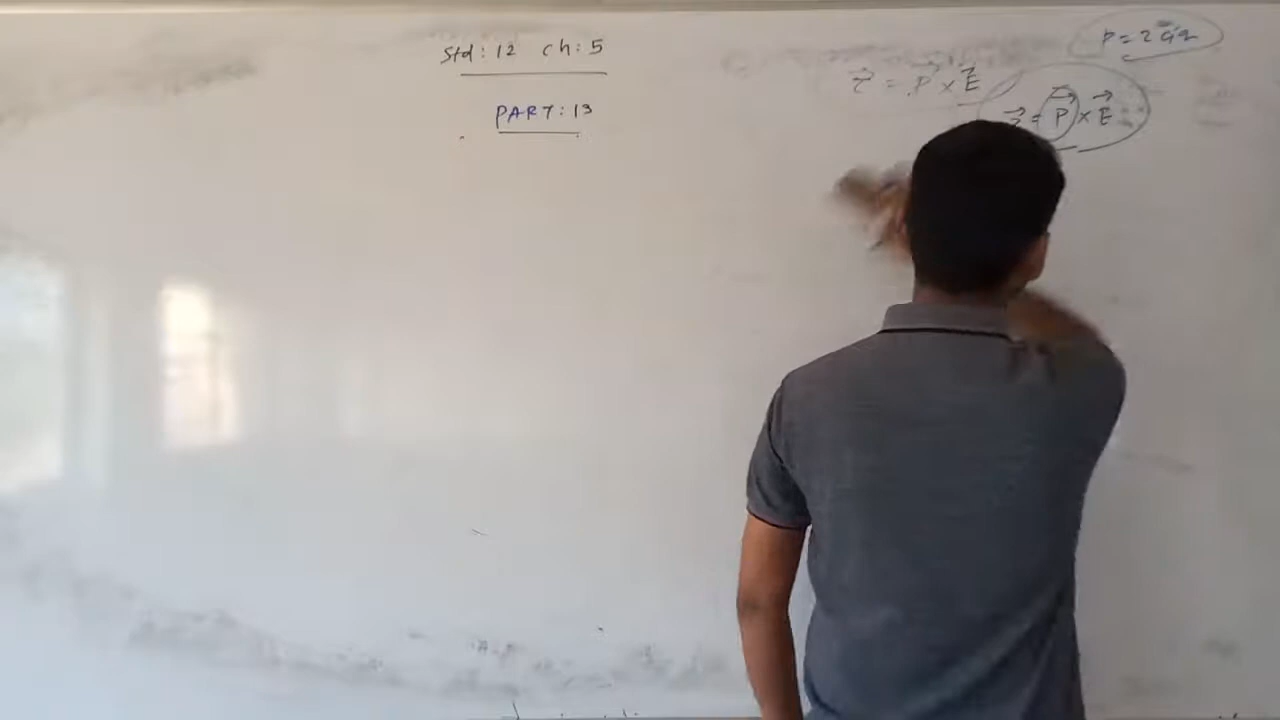 Std: 12 ch: 5
PART: 13
P = 2aq
τ⃗ = P⃗ × E⃗
τ⃗ = P⃗ × E⃗